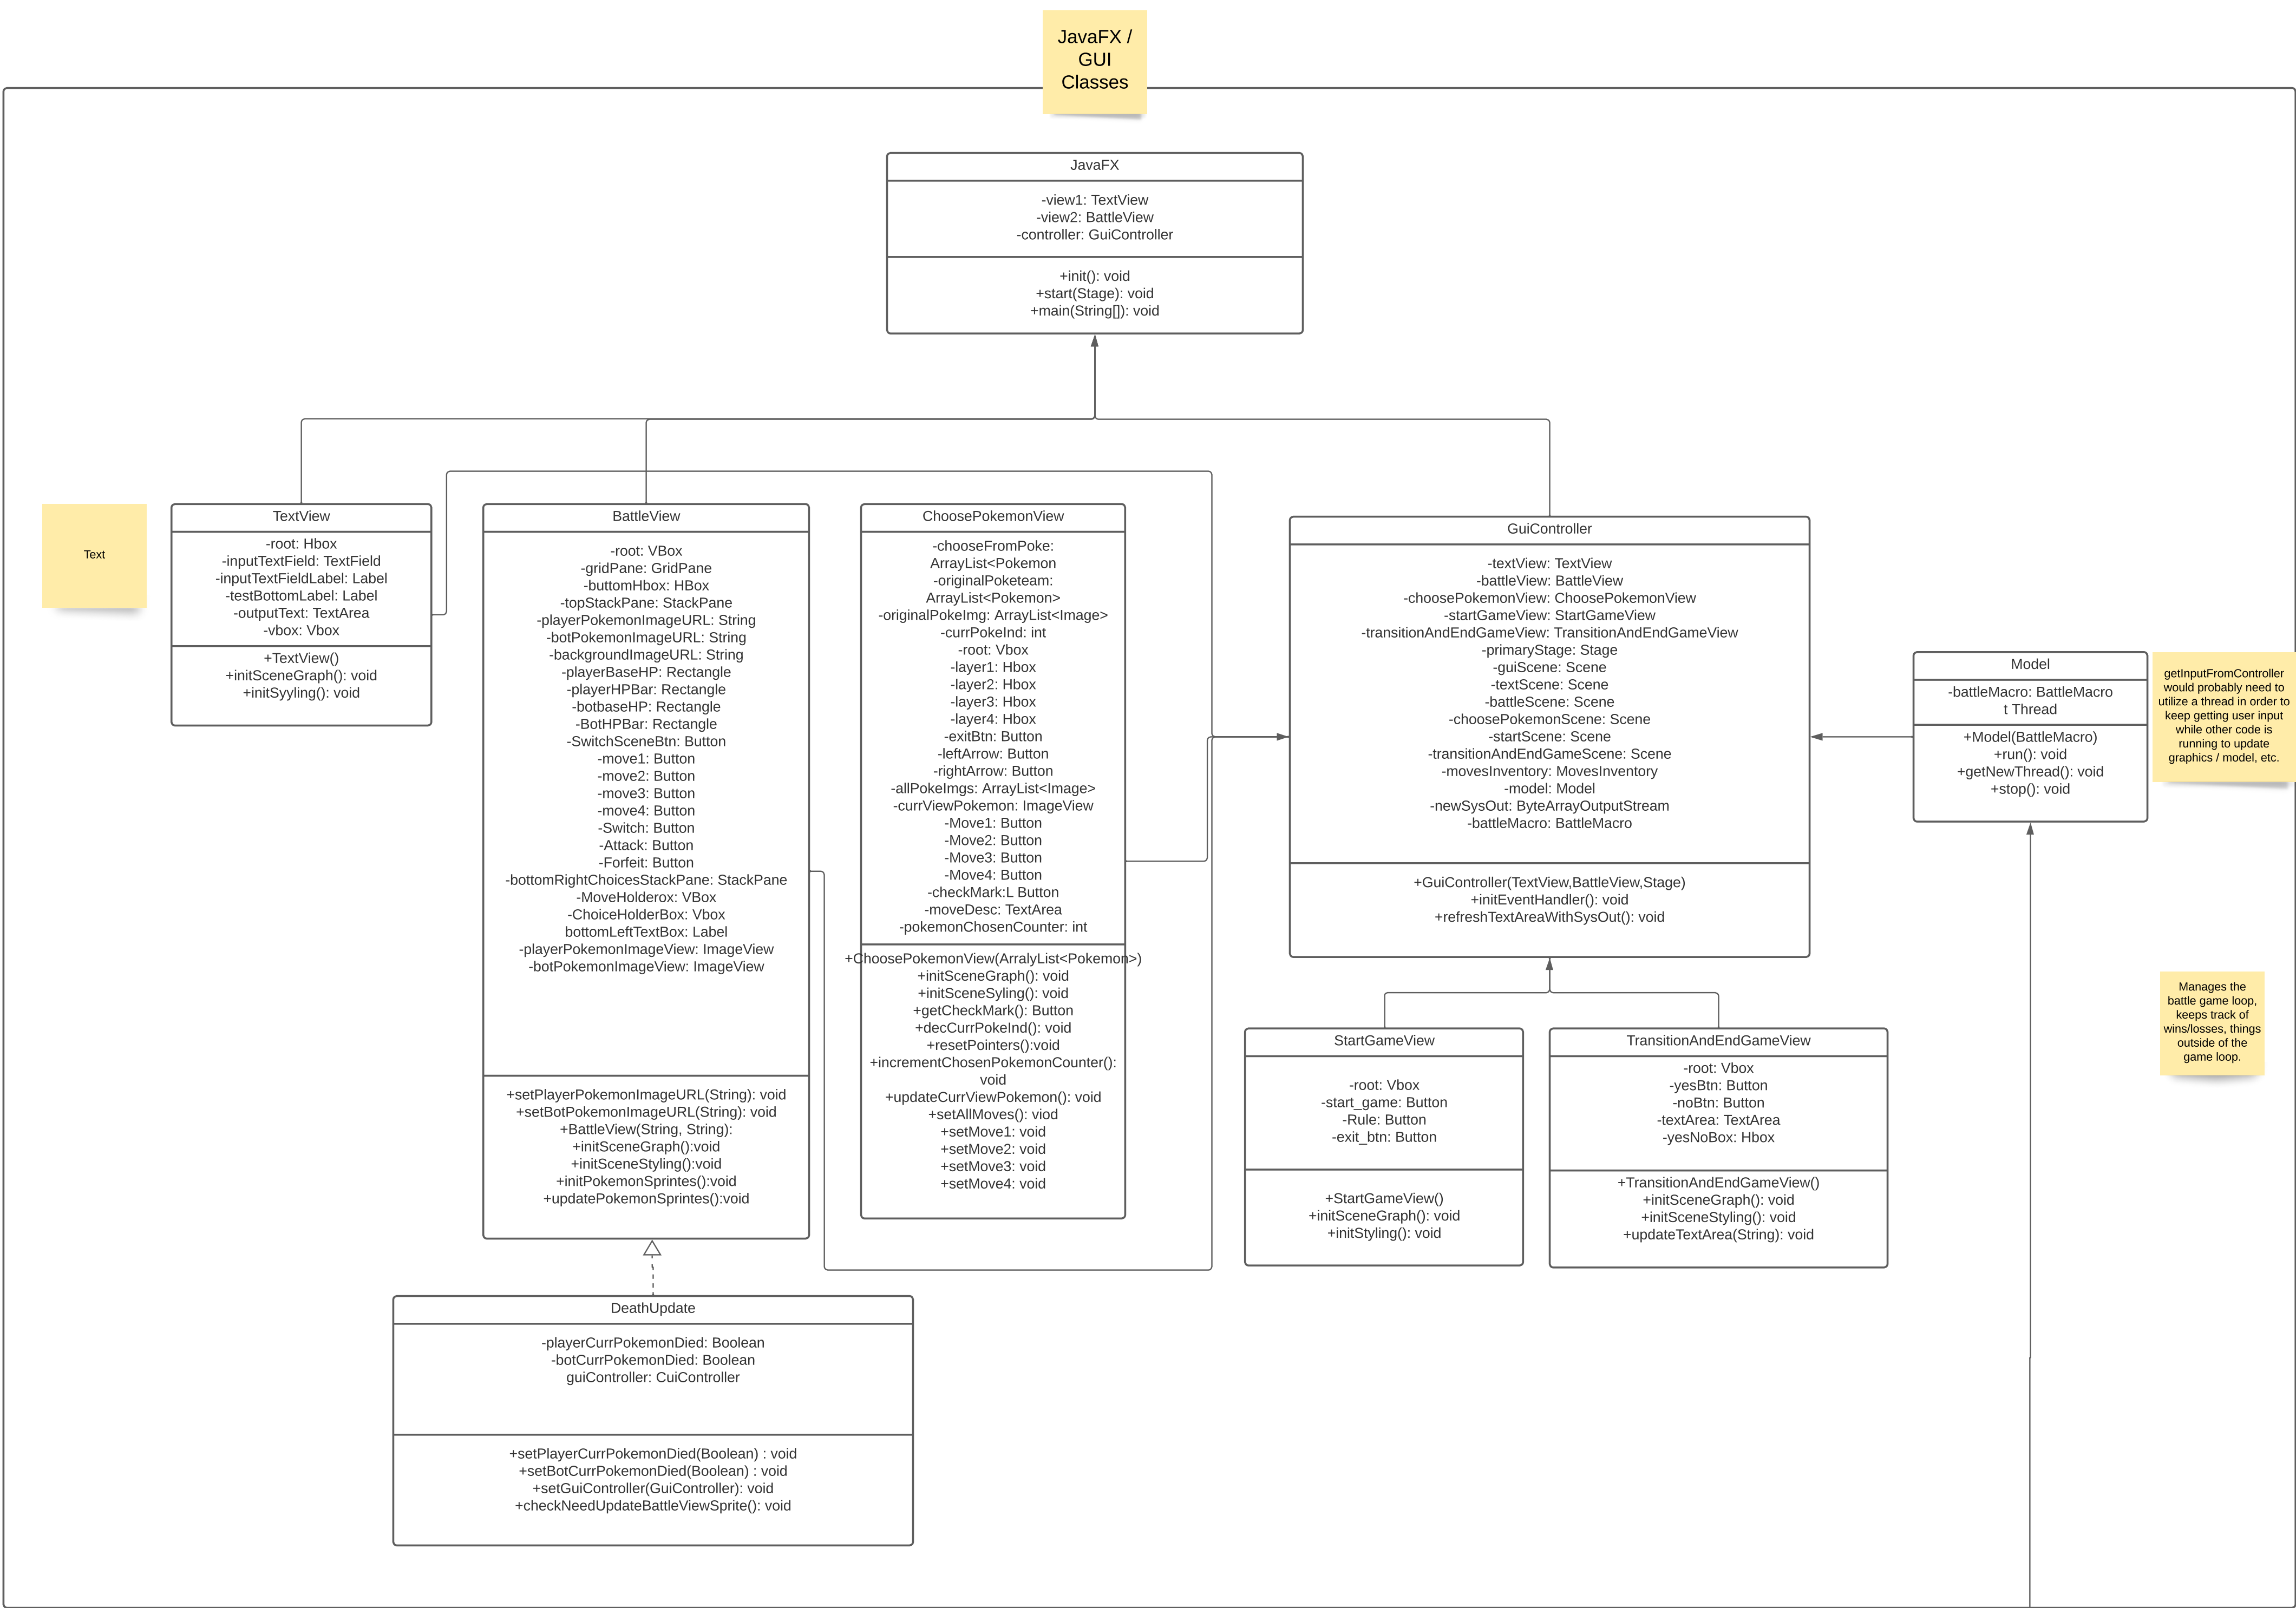 JavaFX /
GUI
Classes
JavaFX
-view1: TextView
-view2: BattleView
-controller: GuiController
+init(): void
+start(Stage): void
+main(String[]): void
Text
TextView
-root: Hbox
-inputTextField: TextField
-inputTextFieldLabel: Label
-testBottomLabel: Label
-outputText: TextArea
-vbox: Vbox
+TextView()
+initSceneGraph(): void
+initSyyling(): void
BattleView
-root: VBox
-gridPane: GridPane
-buttomHbox: HBox
-topStackPane: StackPane
-playerPokemonImageURL: String
-botPokemonImageURL: String
-backgroundImageURL: String
-playerBaseHP: Rectangle
-playerHPBar: Rectangle
-botbaseHP: Rectangle
-BotHPBar: Rectangle
-SwitchSceneBtn: Button
-move1: Button
-move2: Button
-move3: Button
-move4: Button
-Switch: Button
-Attack: Button
-Forfeit: Button
-bottomRightChoicesStackPane: StackPane
-MoveHolderox: VBox
-ChoiceHolderBox: Vbox
bottomLeftTextBox: Label
-playerPokemonImageView: ImageView
-botPokemonImageView: ImageView
+setPlayerPokemonImageURL(String): void
+setBotPokemonImageURL(String): void
+BattleView(String, String):
+initSceneGraph():void
+initSceneStyling():void
+initPokemonSprintes():void
+updatePokemonSprintes():void
ChoosePokemonView
-chooseFromPoke:
ArrayList<Pokemon
-originalPoketeam:
ArrayList<Pokemon>
-originalPokeImg: ArrayList<Image>
-currPokeInd: int
-root: Vbox
-layer1: Hbox
-layer2: Hbox
-layer3: Hbox
-layer4: Hbox
-exitBtn: Button
-leftArrow: Button
-rightArrow: Button
-allPokeImgs: ArrayList<Image>
-currViewPokemon: ImageView
-Move1: Button
-Move2: Button
-Move3: Button
-Move4: Button
-checkMark:L Button
-moveDesc: TextArea
-pokemonChosenCounter: int
+ChoosePokemonView(ArralyList<Pokemon>)
+initSceneGraph(): void
+initSceneSyling(): void
+getCheckMark(): Button
+decCurrPokeInd(): void
+resetPointers():void
+incrementChosenPokemonCounter():
void
+updateCurrViewPokemon(): void
+setAllMoves(): viod
+setMove1: void
+setMove2: void
+setMove3: void
+setMove4: void
GuiController
-textView: TextView
-battleView: BattleView
-choosePokemonView: ChoosePokemonView
-startGameView: StartGameView
-transitionAndEndGameView: TransitionAndEndGameView
-primaryStage: Stage
-guiScene: Scene
-textScene: Scene
-battleScene: Scene
-choosePokemonScene: Scene
-startScene: Scene
-transitionAndEndGameScene: Scene
-movesInventory: MovesInventory
-model: Model
-newSysOut: ByteArrayOutputStream
-battleMacro: BattleMacro
+GuiController(TextView,BattleView,Stage)
+initEventHandler(): void
+refreshTextAreaWithSysOut(): void
Model
-battleMacro: BattleMacro
t Thread
+Model(BattleMacro)
+run(): void
+getNewThread(): void
+stop(): void
getInputFromController
would probably need to
utilize a thread in order to
keep getting user input
while other code is
running to update
graphics / model, etc.
Manages the
battle game loop,
keeps track of
wins/losses, things
outside of the
game loop.
StartGameView
-root: Vbox
-start_game: Button
-Rule: Button
-exit_btn: Button
+StartGameView()
+initSceneGraph(): void
+initStyling(): void
TransitionAndEndGameView
-root: Vbox
-yesBtn: Button
-noBtn: Button
-textArea: TextArea
-yesNoBox: Hbox
+TransitionAndEndGameView()
+initSceneGraph(): void
+initSceneStyling(): void
+updateTextArea(String): void
DeathUpdate
-playerCurrPokemonDied: Boolean
-botCurrPokemonDied: Boolean
guiController: CuiController
+setPlayerCurrPokemonDied(Boolean) : void
+setBotCurrPokemonDied(Boolean) : void
+setGuiController(GuiController): void
+checkNeedUpdateBattleViewSprite(): void